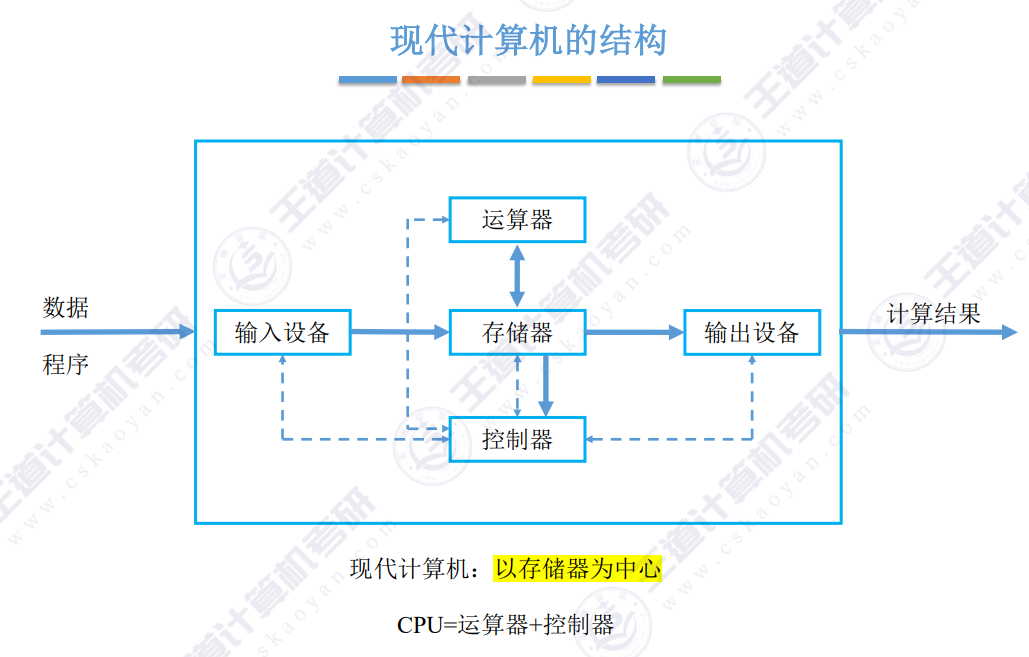 现代计算机的结构
运算器
数据
程序
输入设备
存储器
输出设备
计算结果
控制器
现代计算机：以存储器为中心
CPU=运算器+控制器
王道计算机考研
www.cskaoyan.com